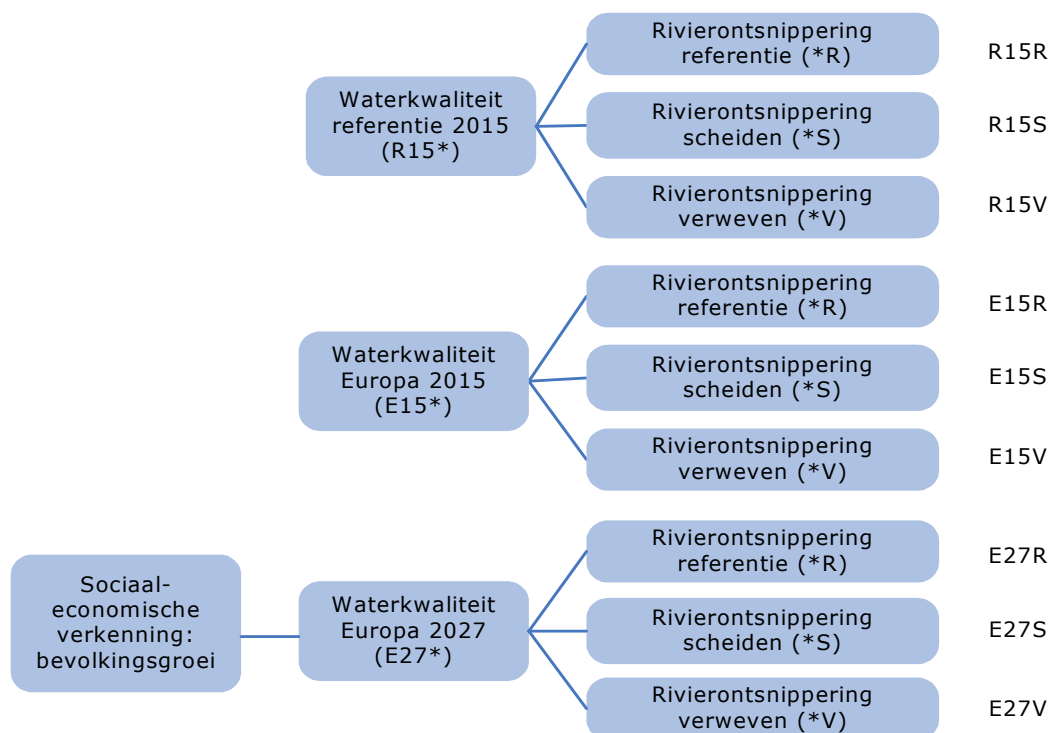 Rivierontsnippering
referentie (*R)
R15R
Waterkwaliteit
referentie 2015
(R15*)
Rivierontsnippering
scheiden (*S)
R15S
Rivierontsnippering
verweven (*V)
R15V
Rivierontsnippering
referentie (*R)
E15R
Waterkwaliteit
Europa 2015
(E15*)
Rivierontsnippering
scheiden (*S)
E15S
Rivierontsnippering
verweven (*V)
E15V
Rivierontsnippering
referentie (*R)
E27R
Sociaal-
economische
verkenning:
bevolkingsgroei
Waterkwaliteit
Europa 2027
(E27*)
Rivierontsnippering
scheiden (*S)
E27S
Rivierontsnippering
verweven (*V)
E27V